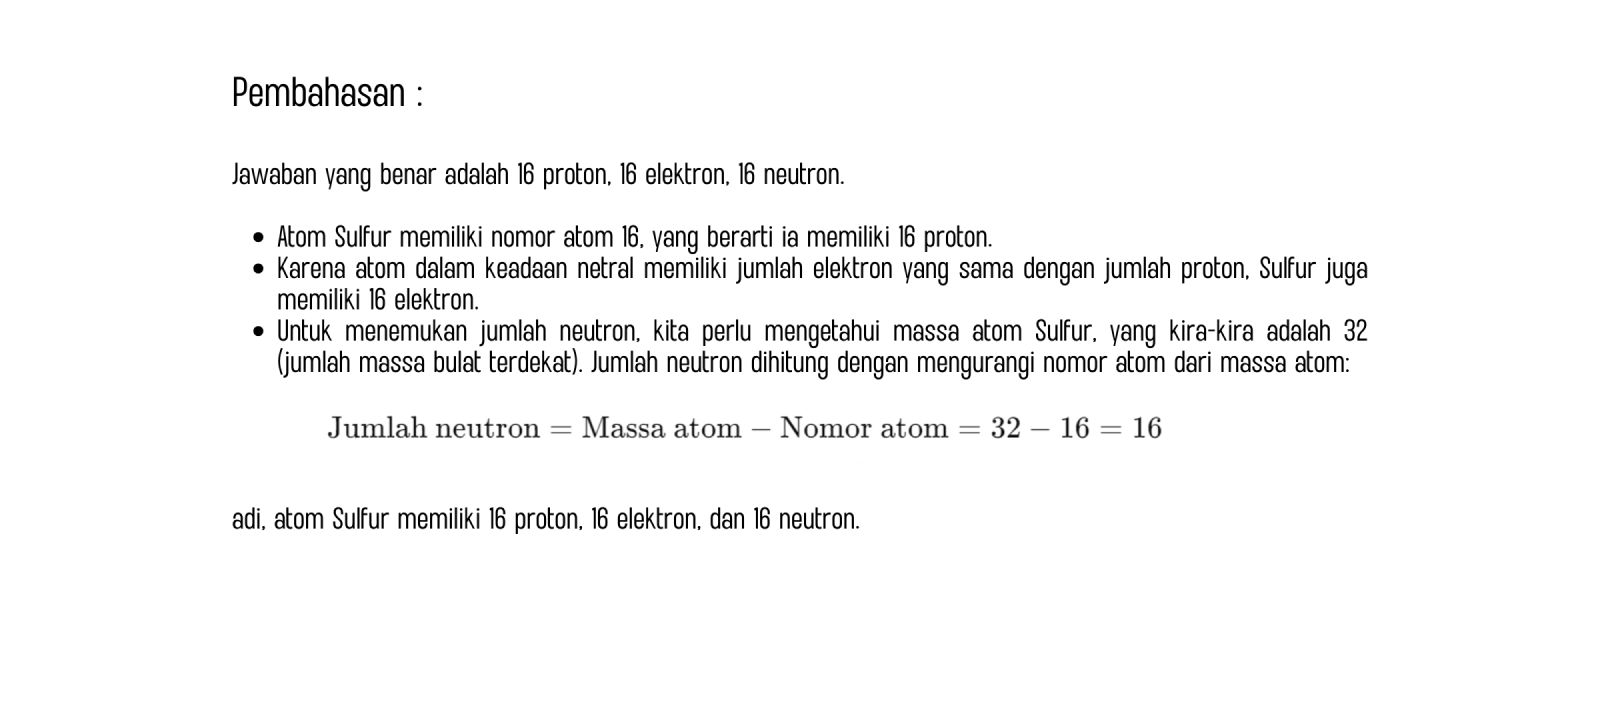 Pembahasan :
Jawaban yang benar adalah 16 proton, 16 elektron, 16 neutron.
• Atom Sulfur memiliki nomor atom 16, yang berarti ia memiliki 16 proton.
• Karena atom dalam keadaan netral memiliki jumlah elektron yang sama dengan jumlah proton, Sulfur juga
memiliki 16 elektron.
• Untuk menemukan jumlah neutron, kita perlu mengetahui massa atom Sulfur, yang kira-kira adalah 32
(jumlah massa bulat terdekat). Jumlah neutron dihitung dengan mengurangi nomor atom dari massa atom:
Jumlah neutron = Massa atom − Nomor atom = 32 − 16 = 16
adi, atom Sulfur memiliki 16 proton, 16 elektron, dan 16 neutron.